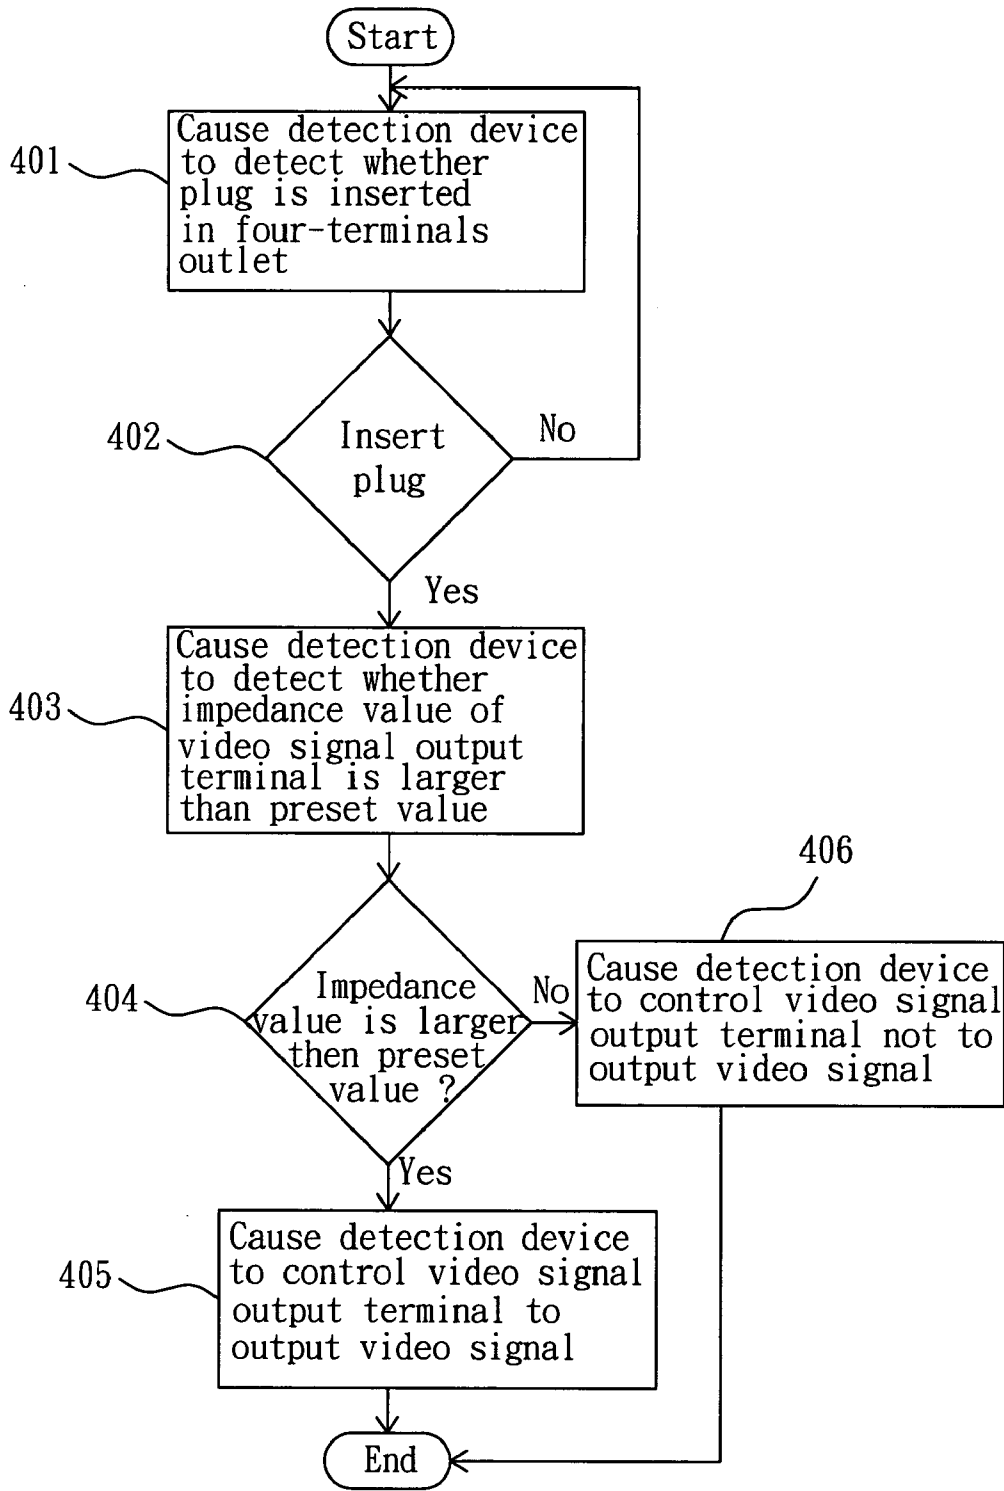 Start
401
Cause detection device
to detect whether
plug is inserted
in four-terminals
outlet
402
Insert
plug
No
Yes
403
Cause detection device
to detect whether
impedance value of
video signal output
terminal is larger
than preset value
404
Impedance
value is larger
then preset
value ?
No
406
Cause detection device
to control video signal
output terminal not to
output video signal
Yes
405
Cause detection device
to control video signal
output terminal to
output video signal
End